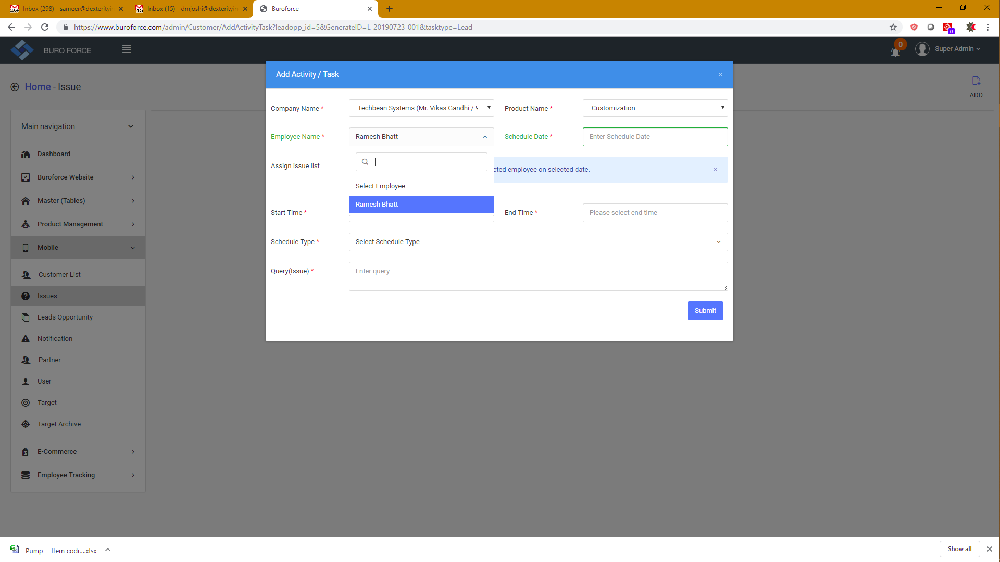 Inbox (298) - sameer@dexterityin
Inbox (15) - dmjoshi@dexterityin
Buroforce
https://www.buroforce.com/admin/Customer/AddActivityTask?leadopp_id=5&GenerateID=L-20190723-001&tasktype=Lead
0
BURO FORCE
0
Super Admin
Home - Issue
ADD
Main navigation
Dashboard
Buroforce Website
Master (Tables)
Product Management
Mobile
Customer List
Issues
Leads Opportunity
Notification
Partner
User
Target
Target Archive
E-Commerce
Employee Tracking
Add Activity / Task
Company Name *
Techbean Systems (Mr. Vikas Gandhi / 9
Product Name *
Customization
Employee Name *
Ramesh Bhatt
Schedule Date *
Enter Schedule Date
Assign issue list
cted employee on selected date.
Select Employee
Ramesh Bhatt
Start Time *
End Time *
Please select end time
Schedule Type *
Select Schedule Type
Query(Issue) *
Enter query
Submit
Pump - Item codi....xlsx
Show all